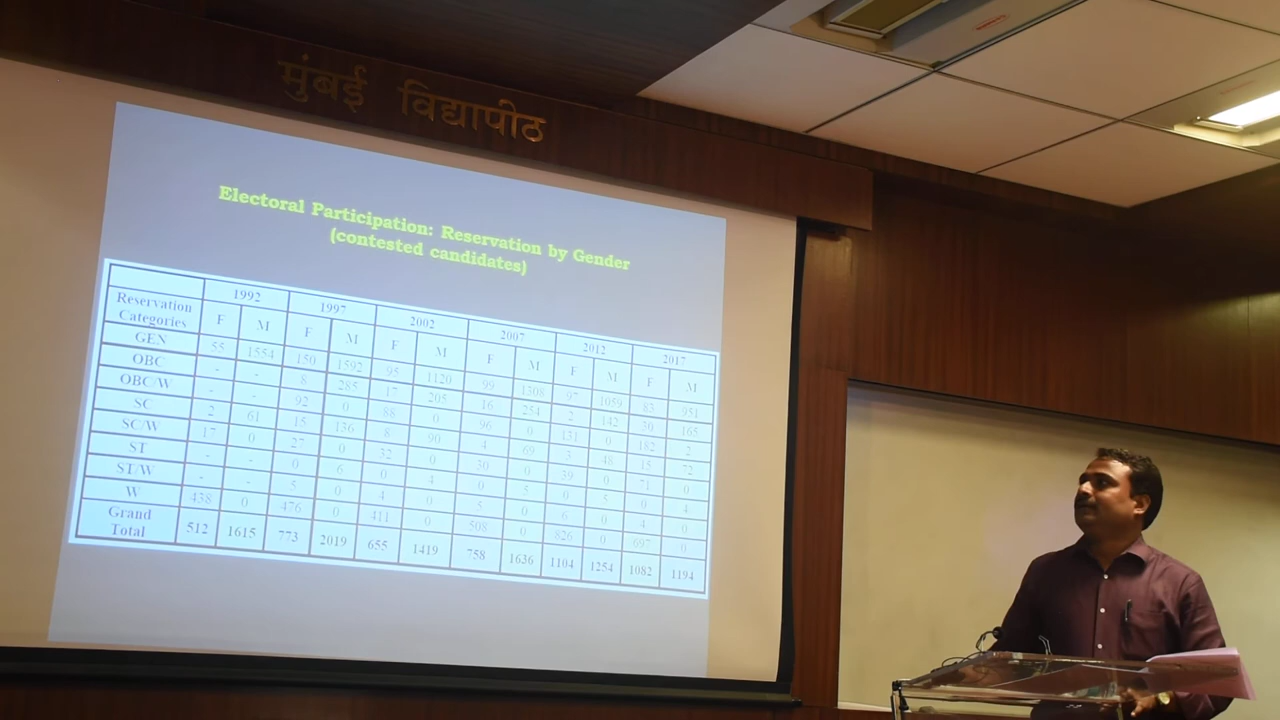 मुंबई विद्यापीठ
Electoral Participation: Reservation by Gender
(contested candidates)
1992 1997 2002 2007 2012 2017
Reservation
Categories F M F M F M F M F M F M
GEN 55 1554 150 1592 95 1120 99 1308 97 1059 83 951
OBC - - 8 285 17 205 16 254 2 142 30 165
OBC/W - - 92 0 88 0 96 0 131 0 182 2
SC 2 61 15 136 8 90 4 69 3 48 15 72
SC/W 17 0 27 0 32 0 30 0 39 0 71 0
ST - - 0 6 0 4 0 5 0 5 0 4
ST/W - - 5 0 4 0 5 0 6 0 4 0
W 438 0 476 0 411 0 508 0 826 0 697 0
Grand
Total 512 1615 773 2019 655 1419 758 1636 1104 1254 1082 1194